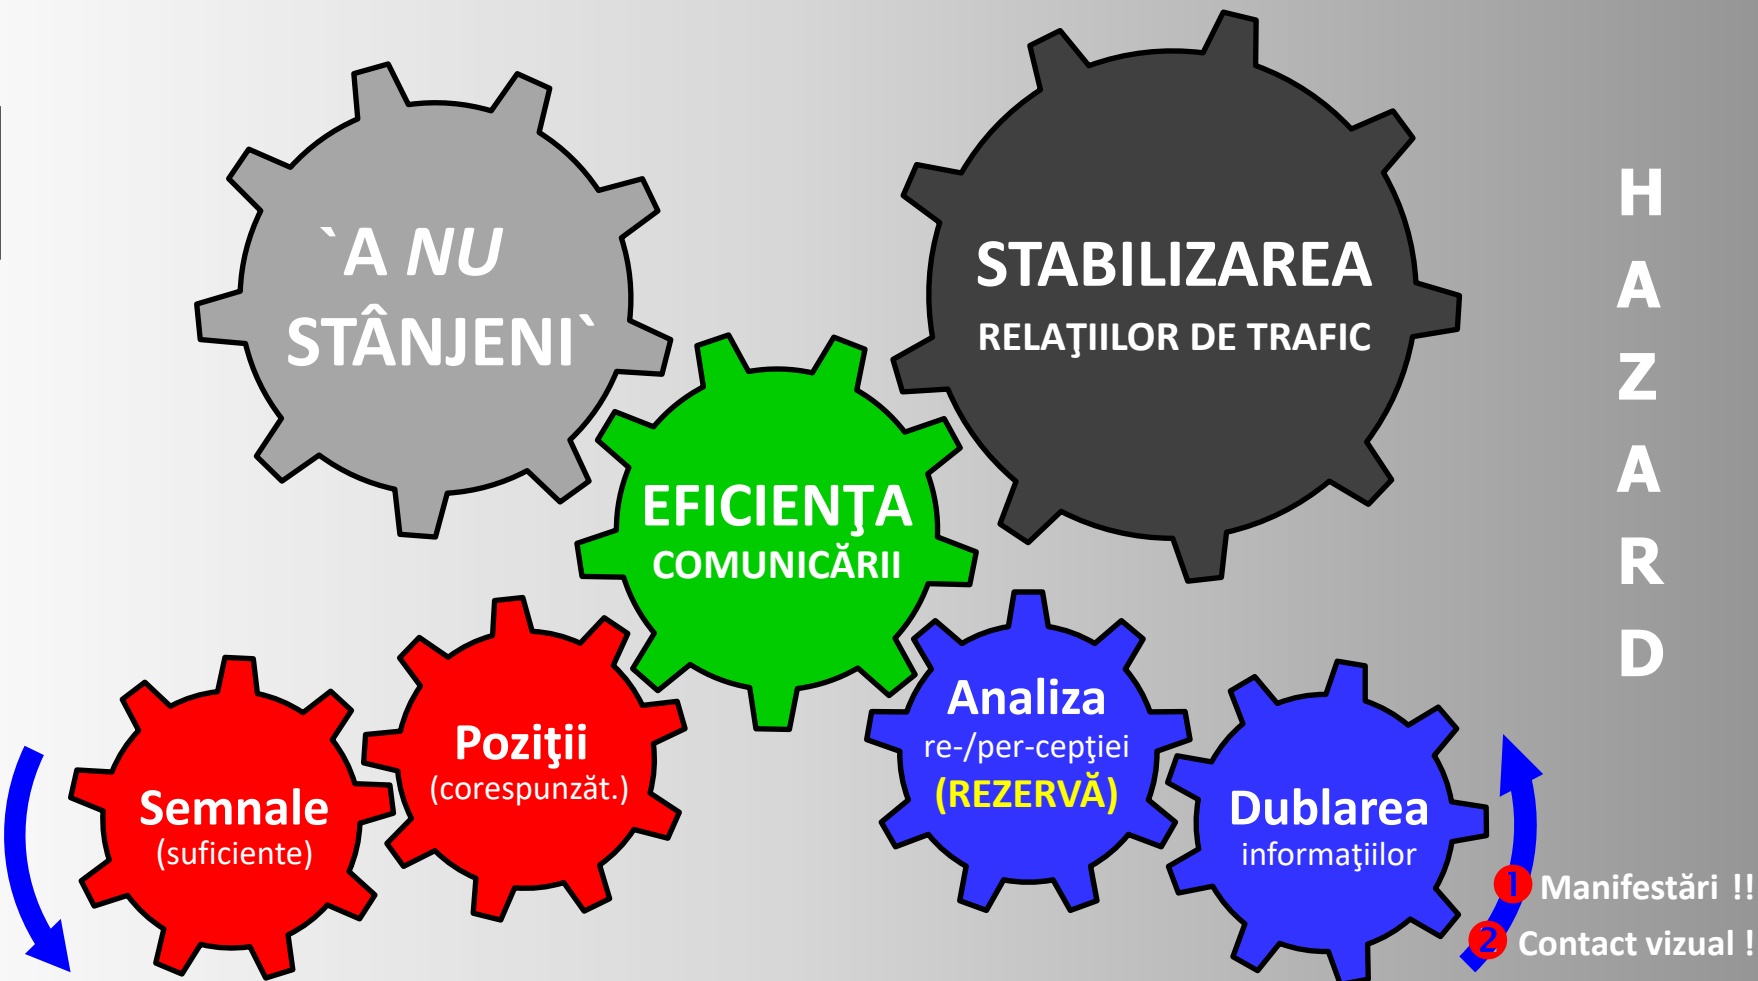 `A NU
STÂNJENI`
STABILIZAREA
RELAŢIILOR DE TRAFIC
EFICIENŢA
COMUNICĂRII
Semnale
(suficiente)
Poziţii
(corespunzăt.)
Analiza
re-/per-cepţiei
(REZERVĂ)
Dublarea
informaţiilor
1 Manifestări !!
2 Contact vizual !
H
A
Z
A
R
D